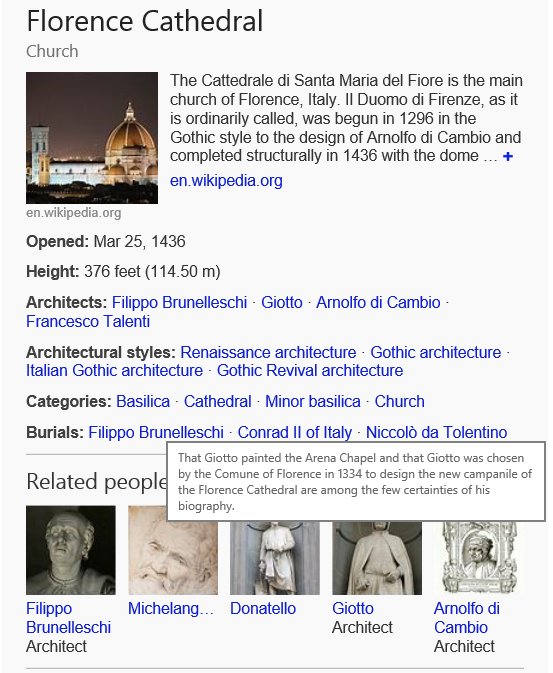 Florence Cathedral
Church
The Cattedrale di Santa Maria del Fiore is the main
church of Florence, Italy. Il Duomo di Firenze, as it
is ordinarily called, was begun in 1296 in the
Gothic style to the design of Arnolfo di Cambio and
completed structurally in 1436 with the dome ... +
en.wikipedia.org
en.wikipedia.org
Opened: Mar 25, 1436
Height: 376 feet (114.50 m)
Architects: Filippo Brunelleschi · Giotto · Arnolfo di Cambio ·
Francesco Talenti
Architectural styles: Renaissance architecture · Gothic architecture ·
Italian Gothic architecture · Gothic Revival architecture
Categories: Basilica · Cathedral · Minor basilica · Church
Burials: Filippo Brunelleschi · Conrad II of Italy · Niccolò da Tolentino
That Giotto painted the Arena Chapel and that Giotto was chosen
by the Comune of Florence in 1334 to design the new campanile of
the Florence Cathedral are among the few certainties of his
biography.
Related people
Filippo
Brunelleschi
Architect
Michelang...
Donatello
Giotto
Architect
Arnolfo di
Cambio
Architect